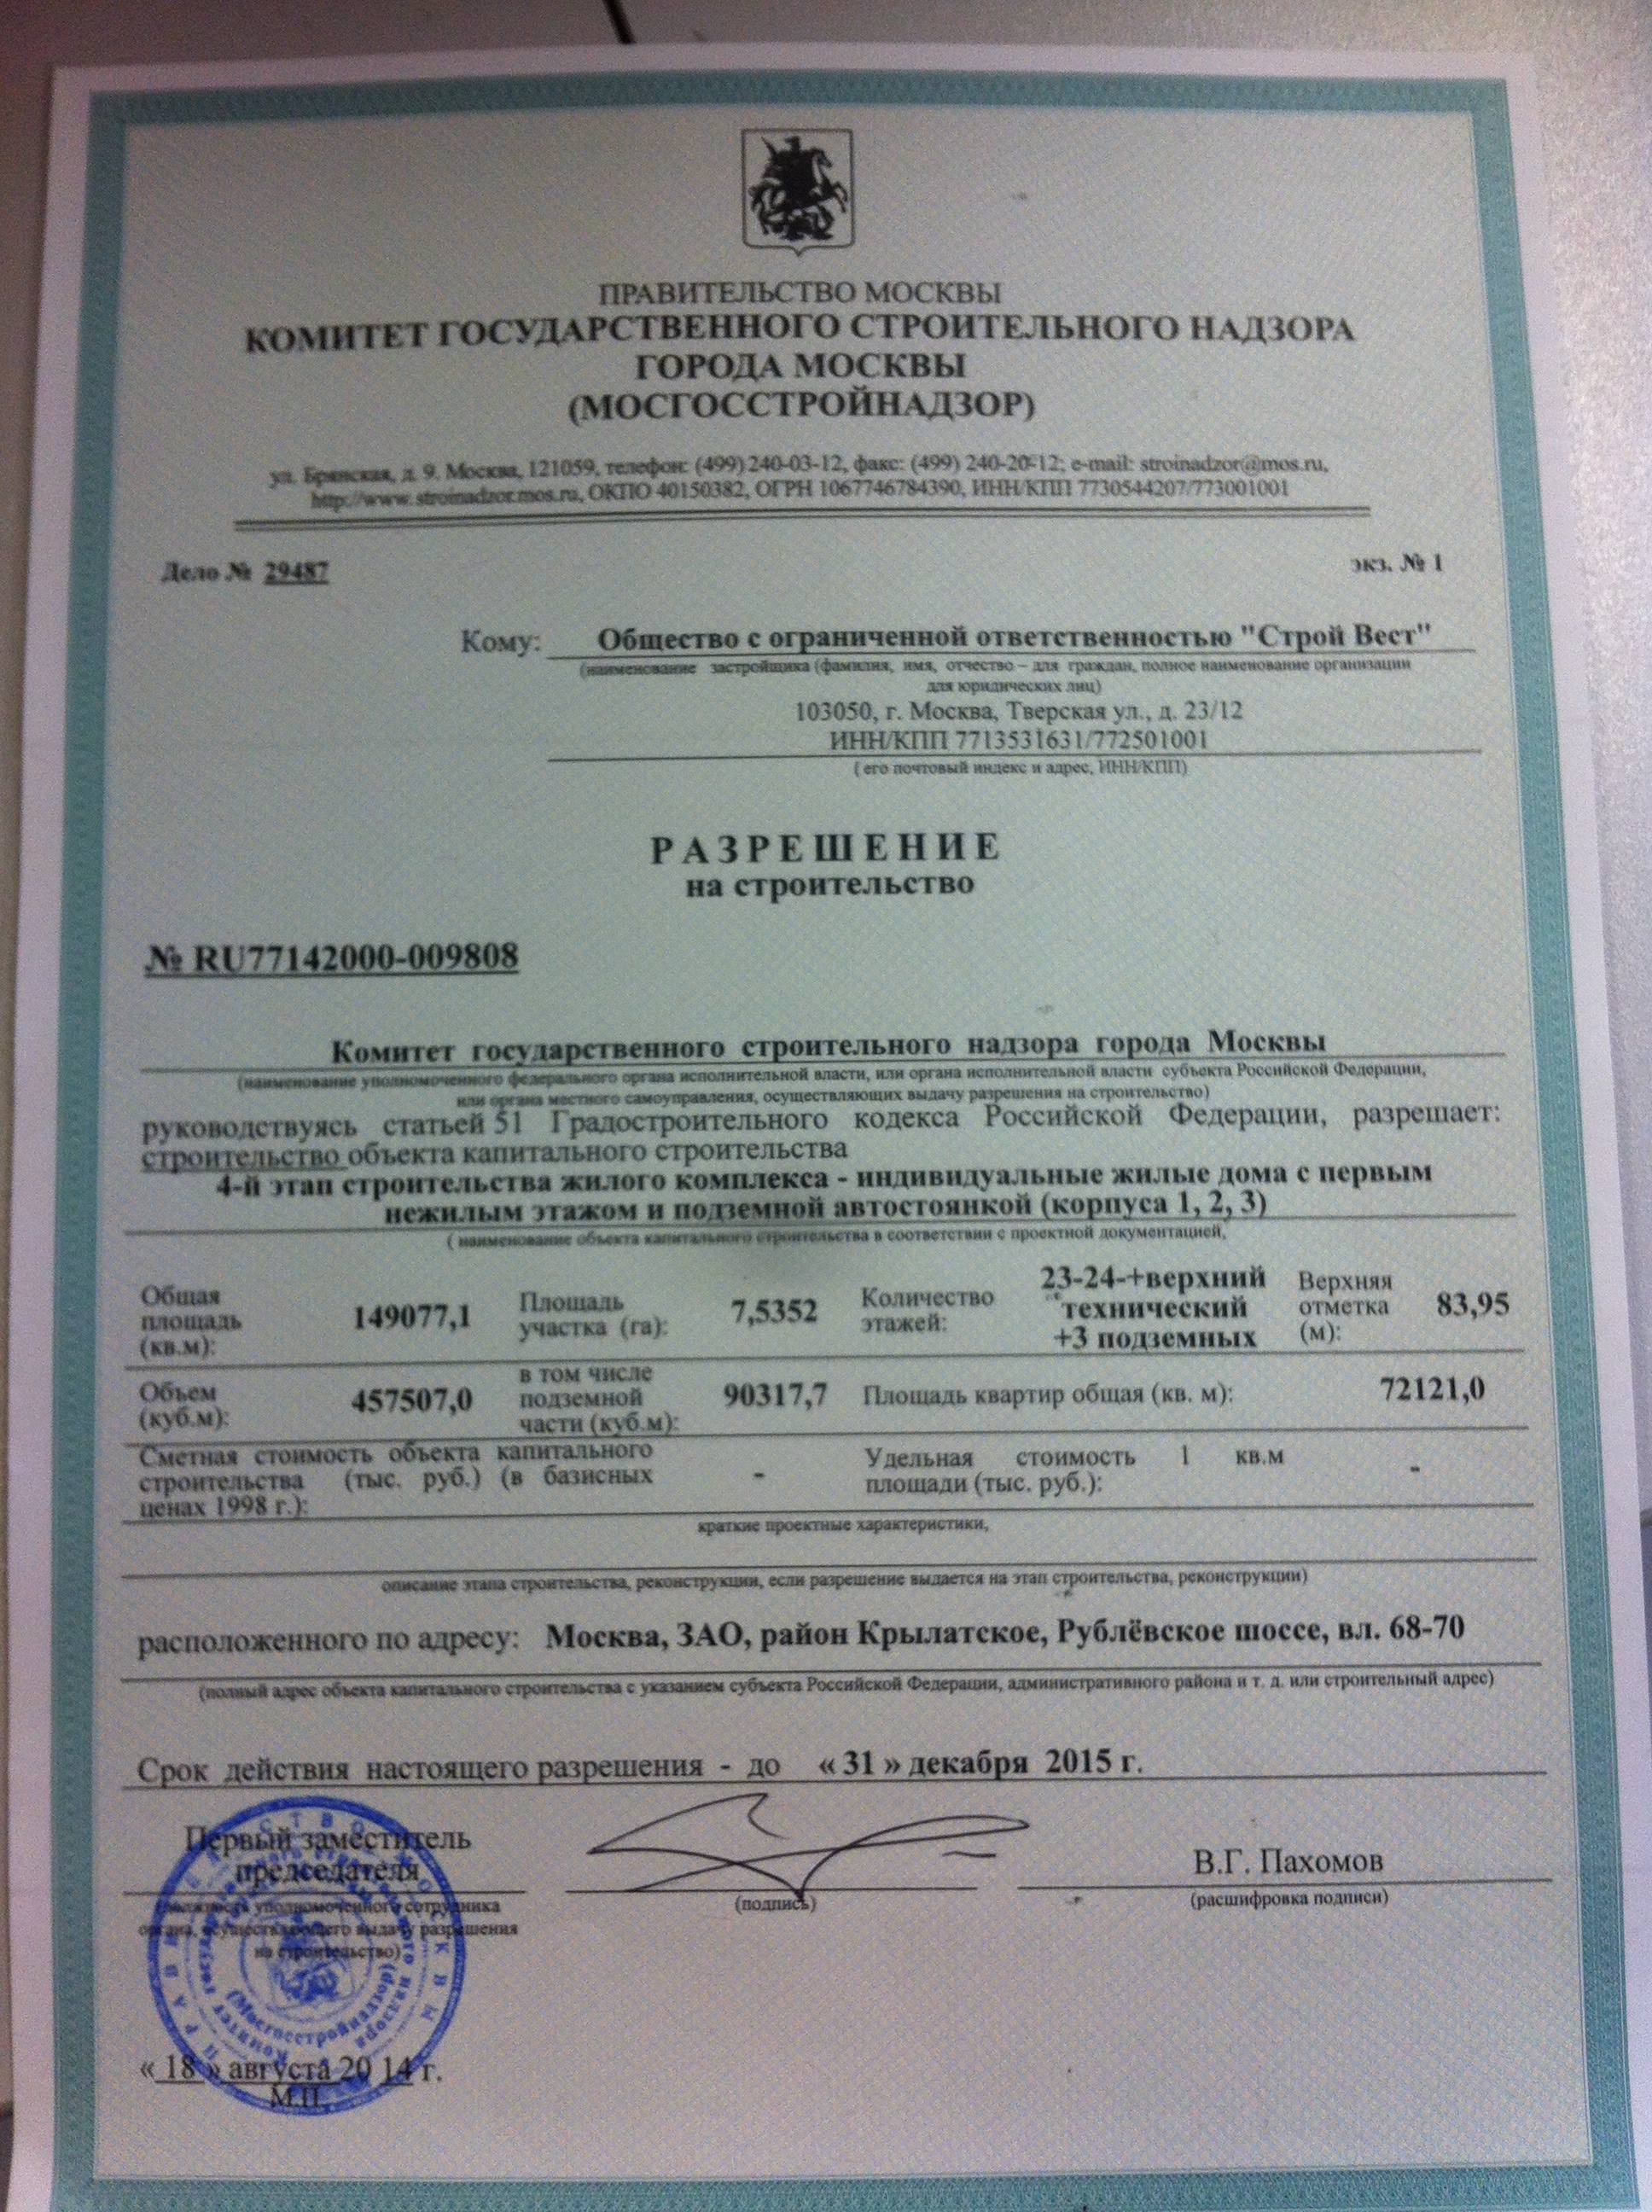 ПРАВИТЕЛЬСТВО МОСКВЫ
КОМИТЕТ ГОСУДАРСТВЕННОГО СТРОИТЕЛЬНОГО НАДЗОРА
ГОРОДА МОСКВЫ
(МОСГОССТРОЙНАДЗОР)
ул. Брянская, д. 9. Москва, 121059, телефон: (499) 240-03-12, факс: (499) 240-20-12; e-mail: stroinadzor@mos.ru,
http://www.stroinadzor.mos.ru, ОКПО 40150382, ОГРН 1067746784390, ИНН/КПП 7730544207/773001001
Дело № 29487
экз. № 1
Кому: Общество с ограниченной ответственностью "Строй Вест"
(наименование застройщика (фамилия, имя, отчество – для граждан, полное наименование организации
для юридических лиц)
103050, г. Москва, Тверская ул., д. 23/12
ИНН/КПП 7713531631/772501001
( его почтовый индекс и адрес, ИНН/КПП)
РАЗРЕШЕНИЕ
на строительство
№ RU77142000-009808
Комитет государственного строительного надзора города Москвы
(наименование уполномоченного федерального органа исполнительной власти, или органа исполнительной власти субъекта Российской Федерации,
или органа местного самоуправления, осуществляющих выдачу разрешения на строительство)
руководствуясь статьей 51 Градостроительного кодекса Российской Федерации, разрешает:
строительство объекта капитального строительства
4-й этап строительства жилого комплекса - индивидуальные жилые дома с первым
нежилым этажом и подземной автостоянкой (корпуса 1, 2, 3)
( наименование объекта капитального строительства в соответствии с проектной документацией,
Общая площадь (кв.м): 149077,1 Площадь участка (га): 7,5352 Количество этажей: 23-24-+верхний технический +3 подземных Верхняя отметка (м): 83,95
Объем (куб.м): 457507,0 в том числе подземной части (куб.м): 90317,7 Площадь квартир общая (кв. м): 72121,0
Сметная стоимость объекта капитального строительства (тыс. руб.) (в базисных ценах 1998 г.): - Удельная стоимость 1 кв.м площади (тыс. руб.): -
краткие проектные характеристики,
описание этапа строительства, реконструкции, если разрешение выдается на этап строительства, реконструкции)
расположенного по адресу: Москва, ЗАО, район Крылатское, Рублёвское шоссе, вл. 68-70
(полный адрес объекта капитального строительства с указанием субъекта Российской Федерации, административного района и т. д. или строительный адрес)
Срок действия настоящего разрешения - до « 31 » декабря 2015 г.
Первый заместитель
председателя
(должность уполномоченного сотрудника
органа, осуществляющего выдачу разрешения
на строительство)
(подпись)
В.Г. Пахомов
(расшифровка подписи)
(Мосгосстройнадзор)
« 18 » августа 20 14 г.
М.П.